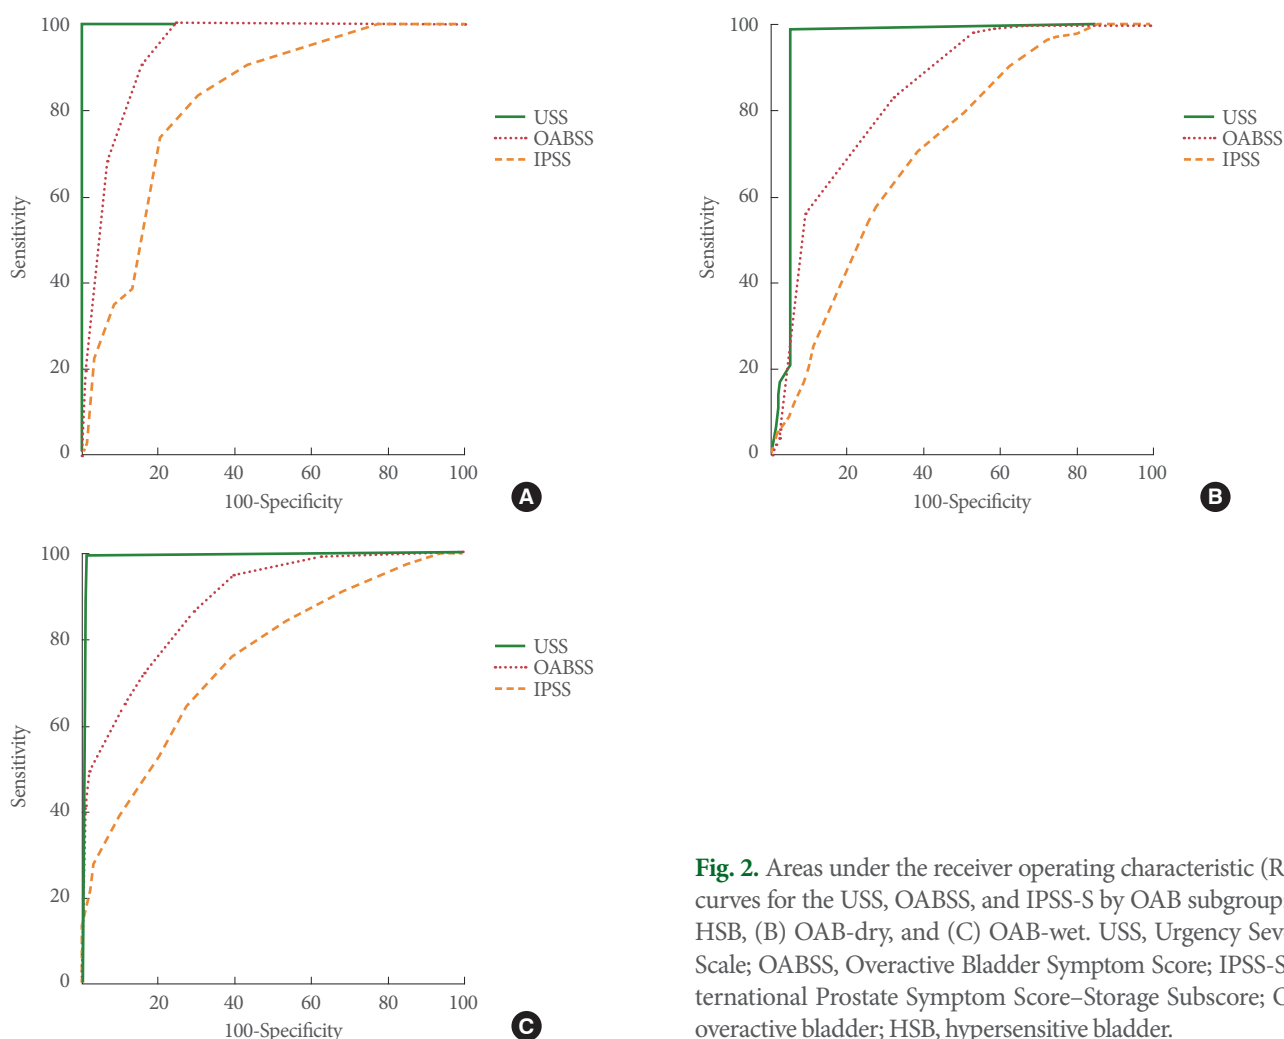 100
80
60
40
20
0
Sensitivity
20 40 60 80 100
100-Specificity
USS
OABSS
IPSS
A
100
80
60
40
20
0
Sensitivity
20 40 60 80 100
100-Specificity
USS
OABSS
IPSS
B
100
80
60
40
20
0
Sensitivity
20 40 60 80 100
100-Specificity
USS
OABSS
IPSS
C
Fig. 2. Areas under the receiver operating characteristic (R
curves for the USS, OABSS, and IPSS-S by OAB subgroup
HSB, (B) OAB-dry, and (C) OAB-wet. USS, Urgency Seve
Scale; OABSS, Overactive Bladder Symptom Score; IPSS-S
ternational Prostate Symptom Score–Storage Subscore;
overactive bladder; HSB, hypersensitive bladder.